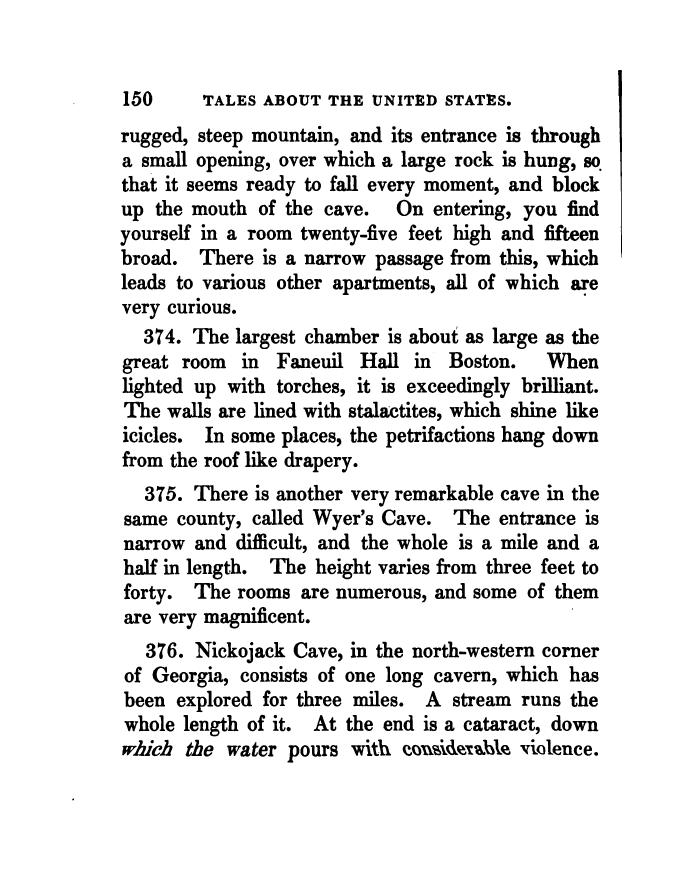 150 TALES ABOUT THE UNITED STATES.
rugged, steep mountain, and its entrance is through
a small opening, over which a large rock is hung, so
that it seems ready to fall every moment, and block
up the mouth of the cave. On entering, you find
yourself in a room twenty-five feet high and fifteen
broad. There is a narrow passage from this, which
leads to various other apartments, all of which are
very curious.
374. The largest chamber is about as large as the
great room in Faneuil Hall in Boston. When
lighted up with torches, it is exceedingly brilliant.
The walls are lined with stalactites, which shine like
icicles. In some places, the petrifactions hang down
from the roof like drapery.
375. There is another very remarkable cave in the
same county, called Wyer's Cave. The entrance is
narrow and difficult, and the whole is a mile and a
half in length. The height varies from three feet to
forty. The rooms are numerous, and some of them
are very magnificent.
376. Nickojack Cave, in the north-western corner
of Georgia, consists of one long cavern, which has
been explored for three miles. A stream runs the
whole length of it. At the end is a cataract, down
which the water pours with considerable violence.